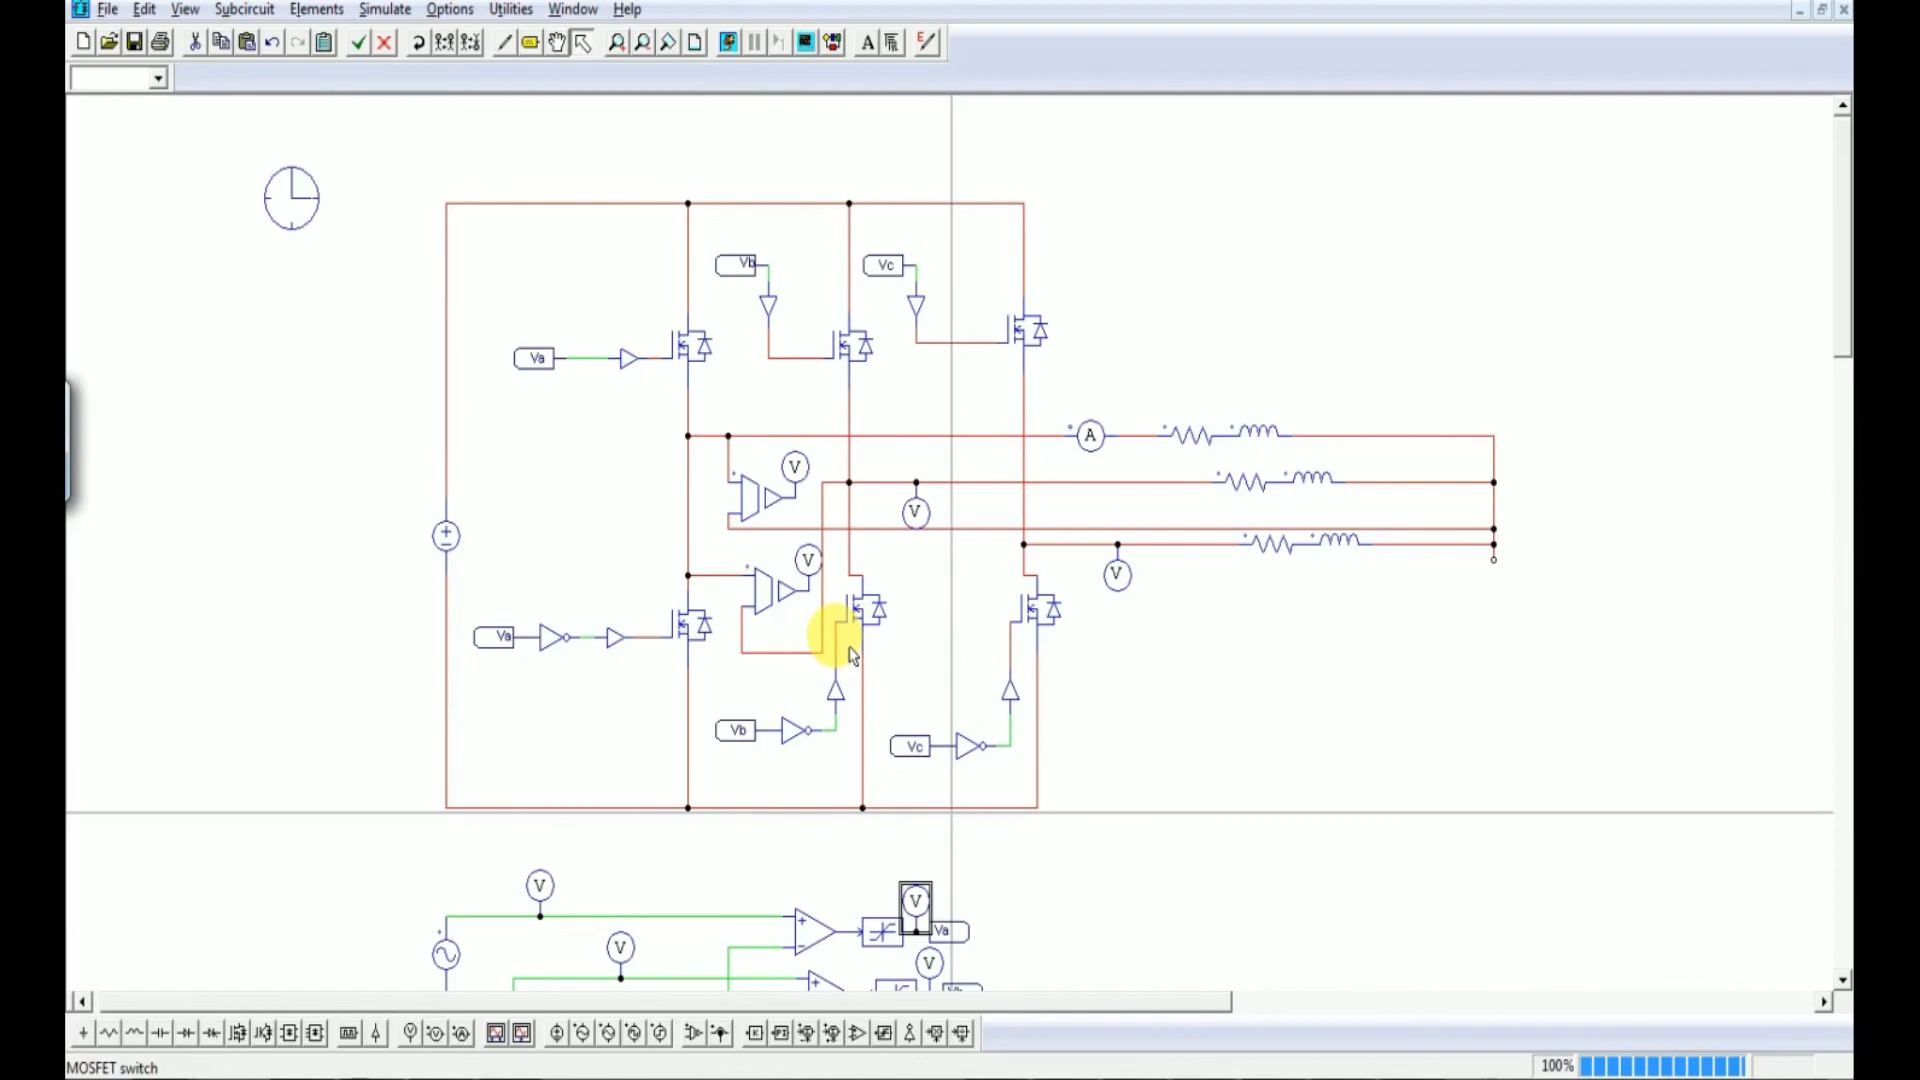 File Edit View Subcircuit Elements Simulate Options Utilities Window Help
A
Vb Vc
Va
A
V
V
V
V
Va
Vb
Vc
V
V
Va
V
V
MOSFET switch 100%